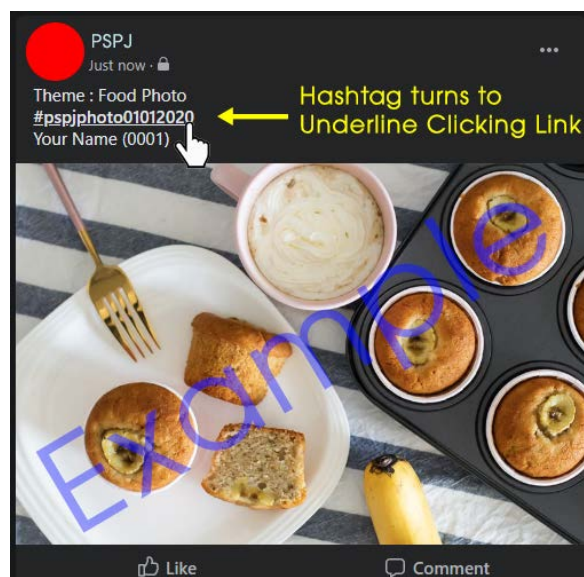 PSPJ
Just now ·
Theme : Food Photo
#pspjphoto01012020
Your Name (0001)
Hashtag turns to
Underline Clicking Link
Example
Like
Comment